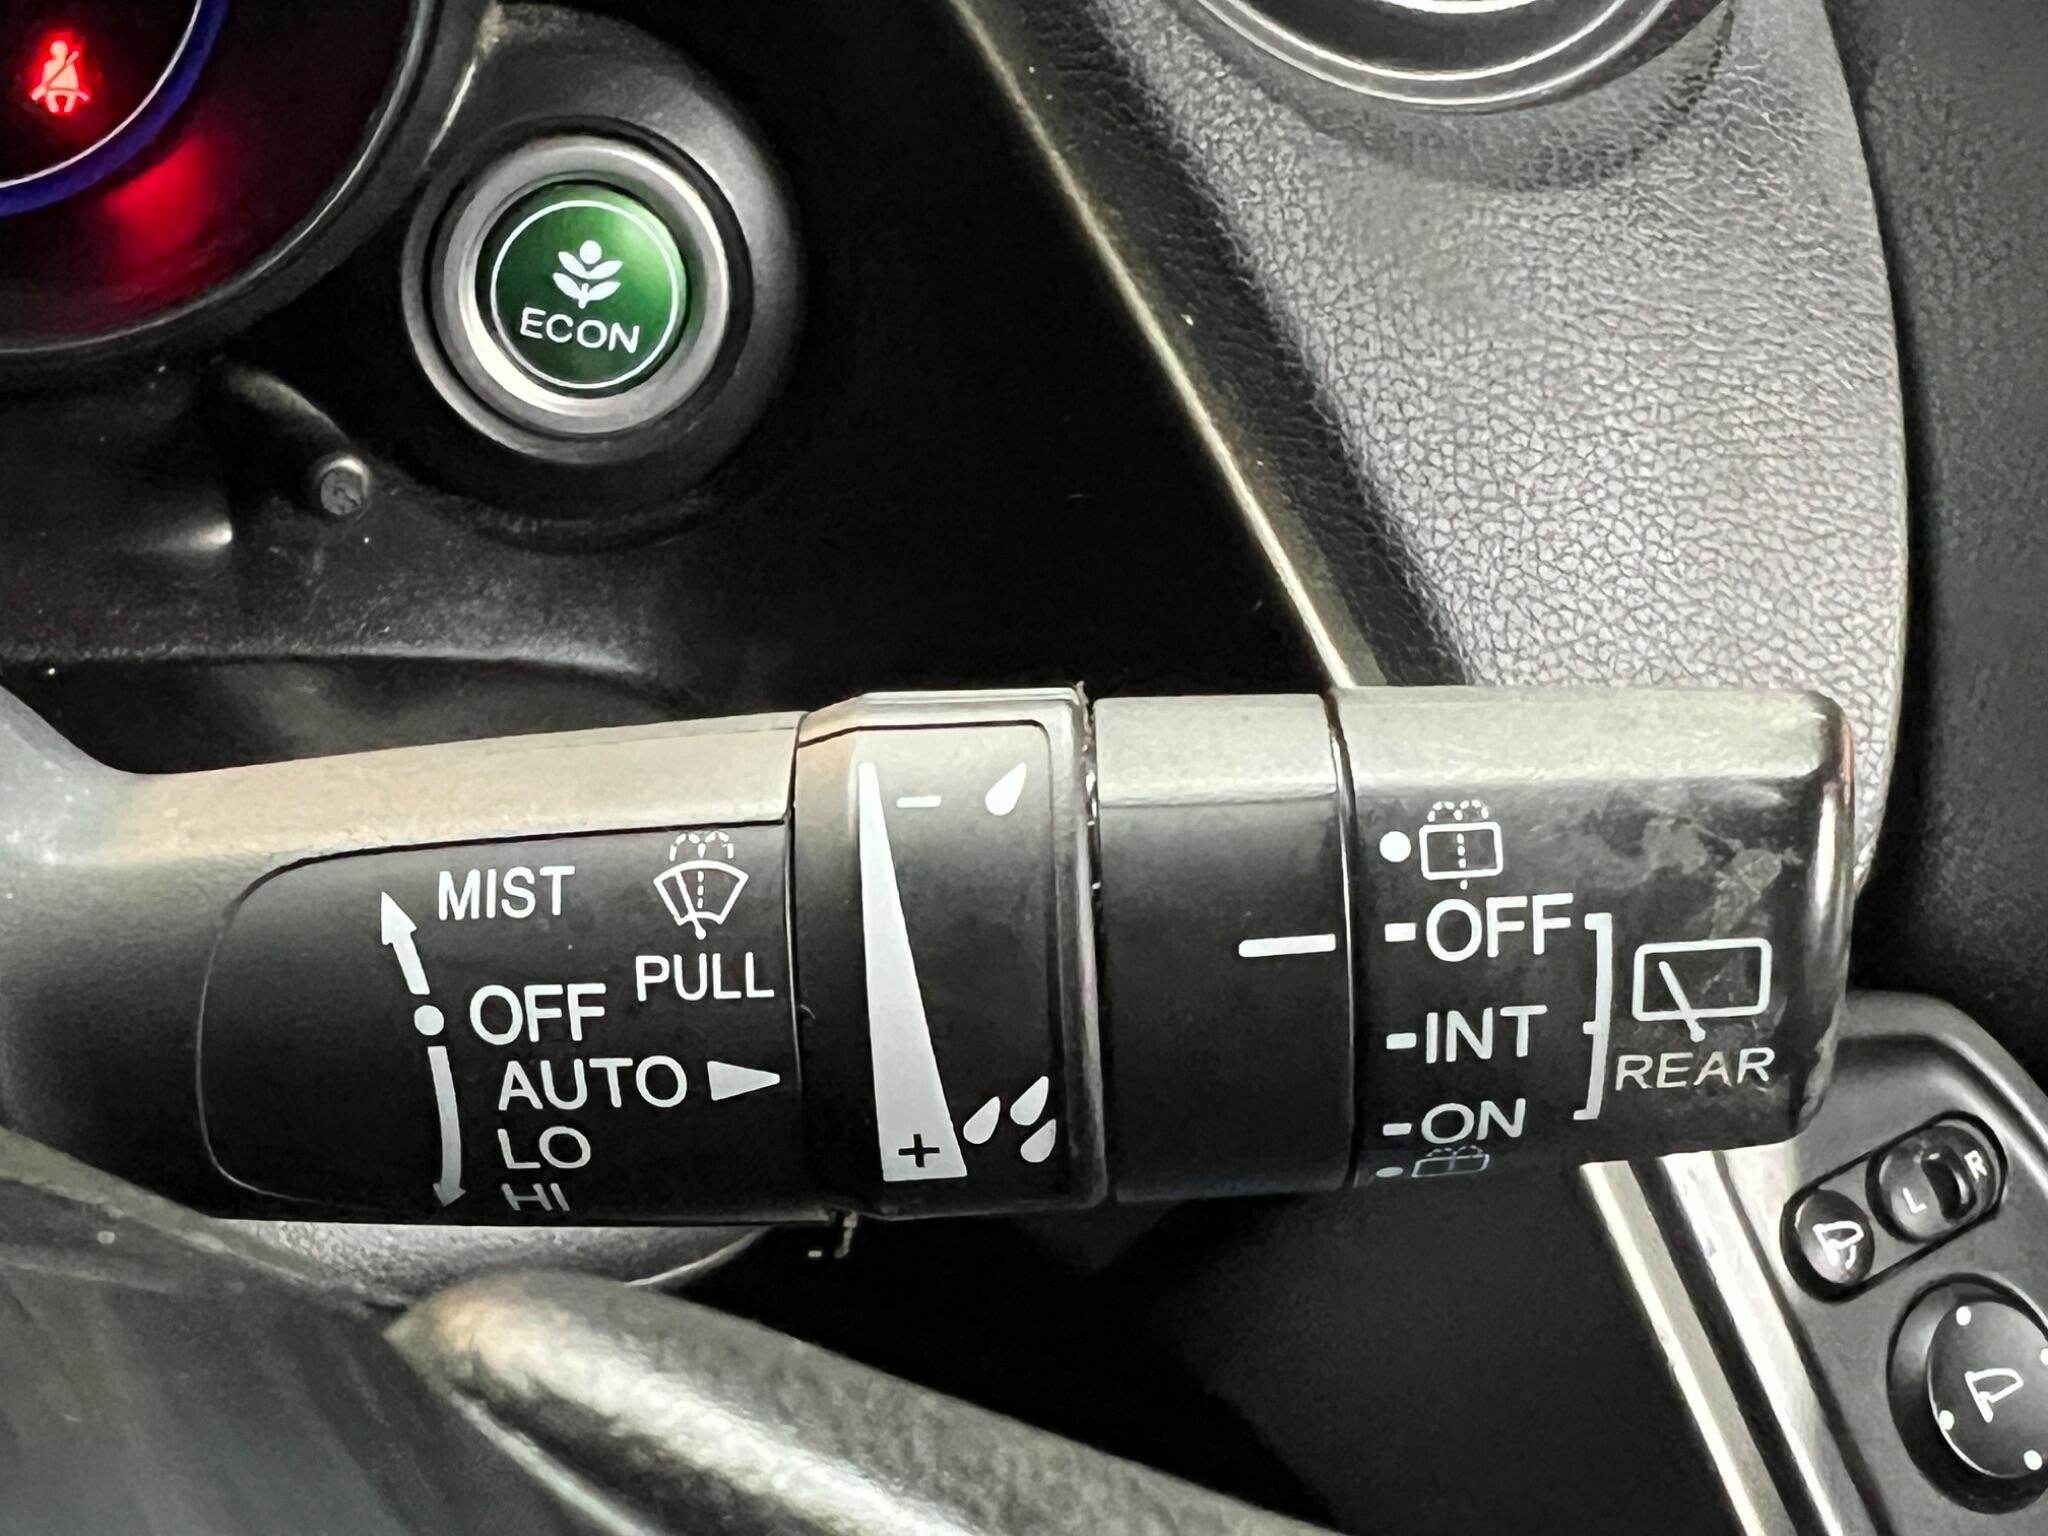 ECON
MIST
PULL
OFF
AUTO
LO
HI
- 
+
OFF
INT
ON
REAR
L R